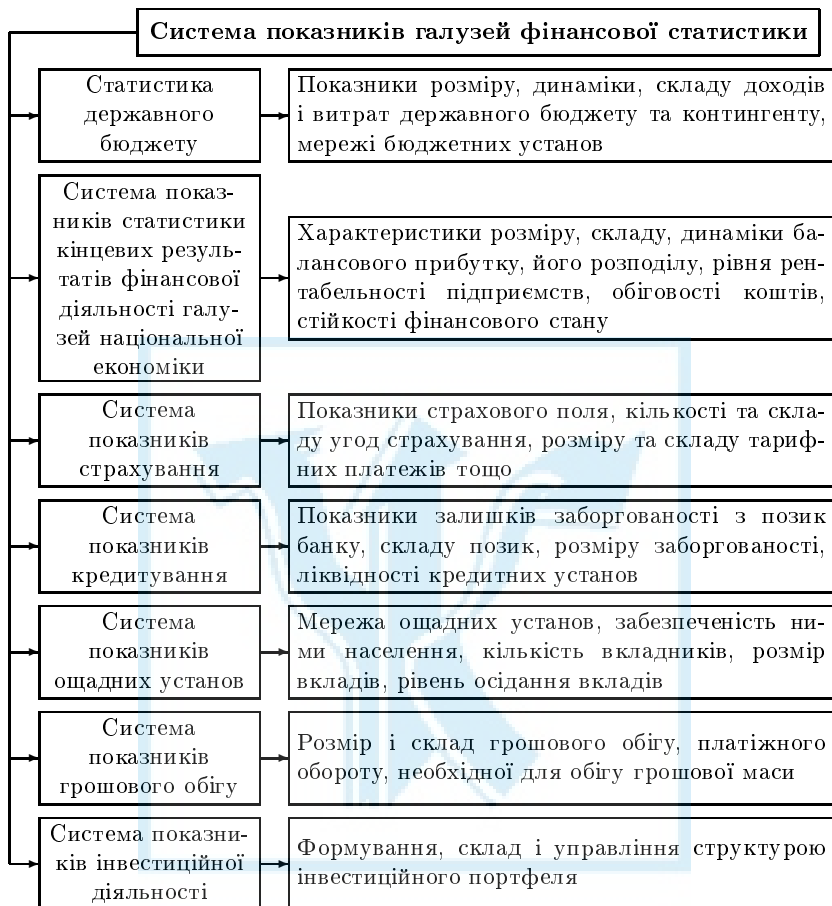 Система показників галузей фінансової статистики
Статистика
державного
бюджету
Показники розміру, динаміки, складу доходів
і витрат державного бюджету та контингенту,
мережі бюджетних установ
Система показ-
ників статистики
кінцевих резуль-
татів фінансової
діяльності галу-
зей національної
економіки
Характеристики розміру, складу, динаміки ба-
лансового прибутку, його розподілу, рівня рен-
табельності підприємств, обіговості коштів,
стійкості фінансового стану
Система
показників
страхування
Показники страхового поля, кількості та скла-
ду угод страхування, розміру та складу тариф-
них платежів тощо
Система
показників
кредитування
Показники залишків заборгованості з позик
банку, складу позик, розміру заборгованості,
ліквідності кредитних установ
Система
показників
ощадних установ
Мережа ощадних установ, забезпеченість ни-
ми населення, кількість вкладників, розмір
вкладів, рівень осідання вкладів
Система
показників
грошового обігу
Розмір і склад грошового обігу, платіжного
обороту, необхідної для обігу грошової маси
Система показни-
ків інвестиційної
діяльності
Формування, склад і управління структурою
інвестиційного портфеля